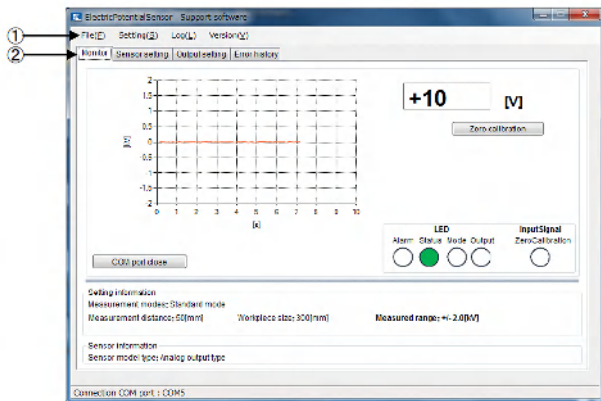 ElectricPotentialSensor Support software
① File(F) Setting(S) Log(L) Version(V)
② Monitor Sensor setting Output setting Error history
2
1.5
1
0.5
0
-0.5
-1
-1.5
-2
[kV]
0 1 2 3 4 5 6 7 8 9 10
[s]
+10 [V]
Zero calibration
LED
Alarm Status Mode Output
InputSignal
ZeroCalibration
COM port close
Setting information
Measurement modes: Standard mode
Measurement distance: 50[mm] Workpiece size: 300[mm] Measured range: +/- 2.0[kV]
Sensor information
Sensor model type: Analog output type
Connection COM port : COM5